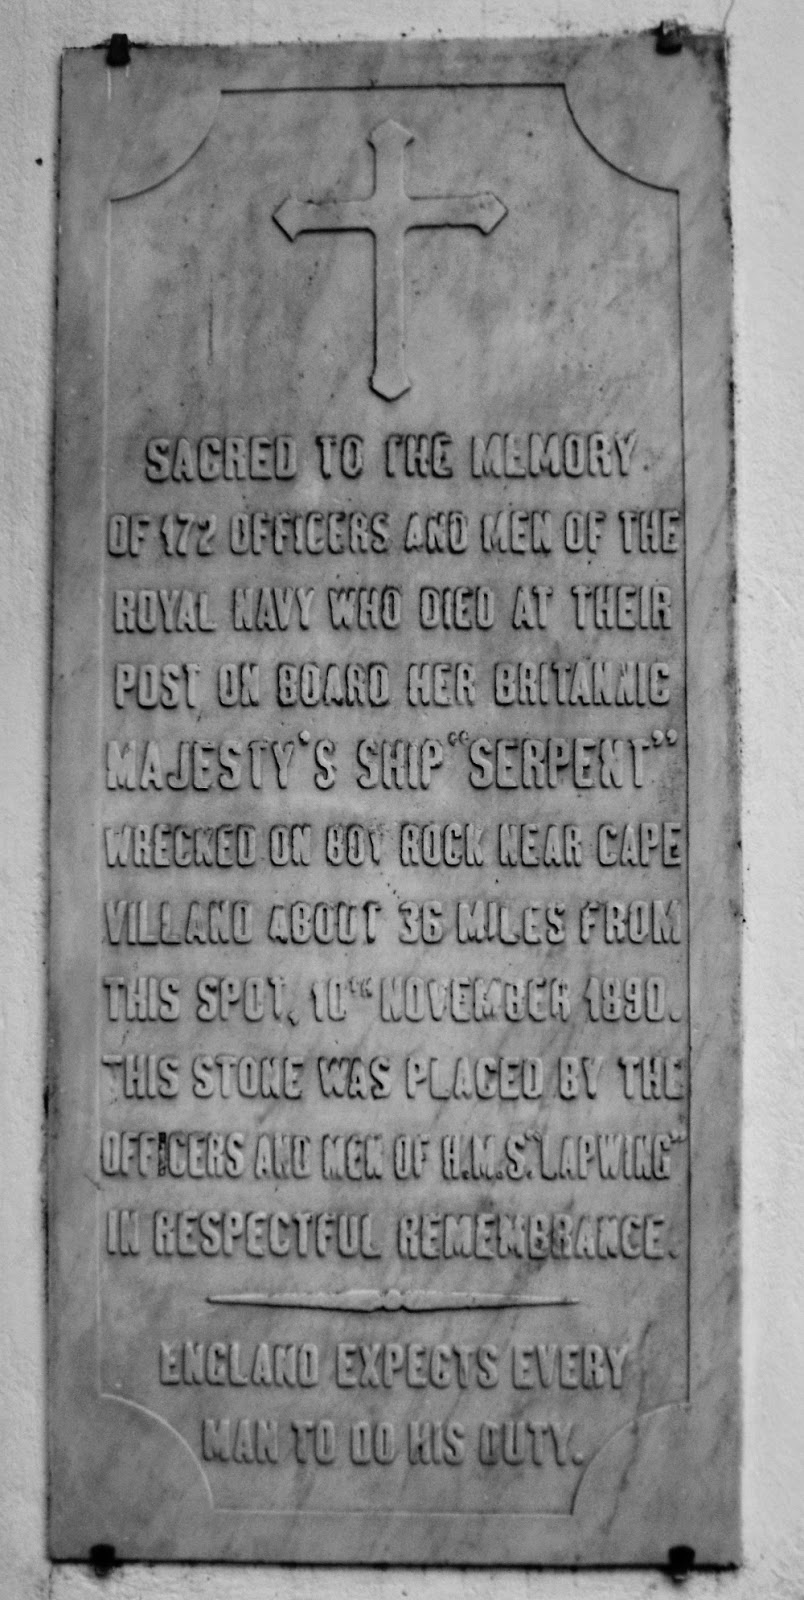 SACRED TO THE MEMORY
OF 172 OFFICERS AND MEN OF THE
ROYAL NAVY WHO DIED AT THEIR
POST ON BOARD HER BRITANNIC
MAJESTY'S SHIP "SERPENT"
WRECKED ON BOY ROCK NEAR CAPE
VILLANO ABOUT 36 MILES FROM
THIS SPOT, 10TH NOVEMBER 1890.
THIS STONE WAS PLACED BY THE
OFFICERS AND MEN OF H.M.S. "LAPWING"
IN RESPECTFUL REMEMBRANCE.
ENGLAND EXPECTS EVERY
MAN TO DO HIS DUTY.